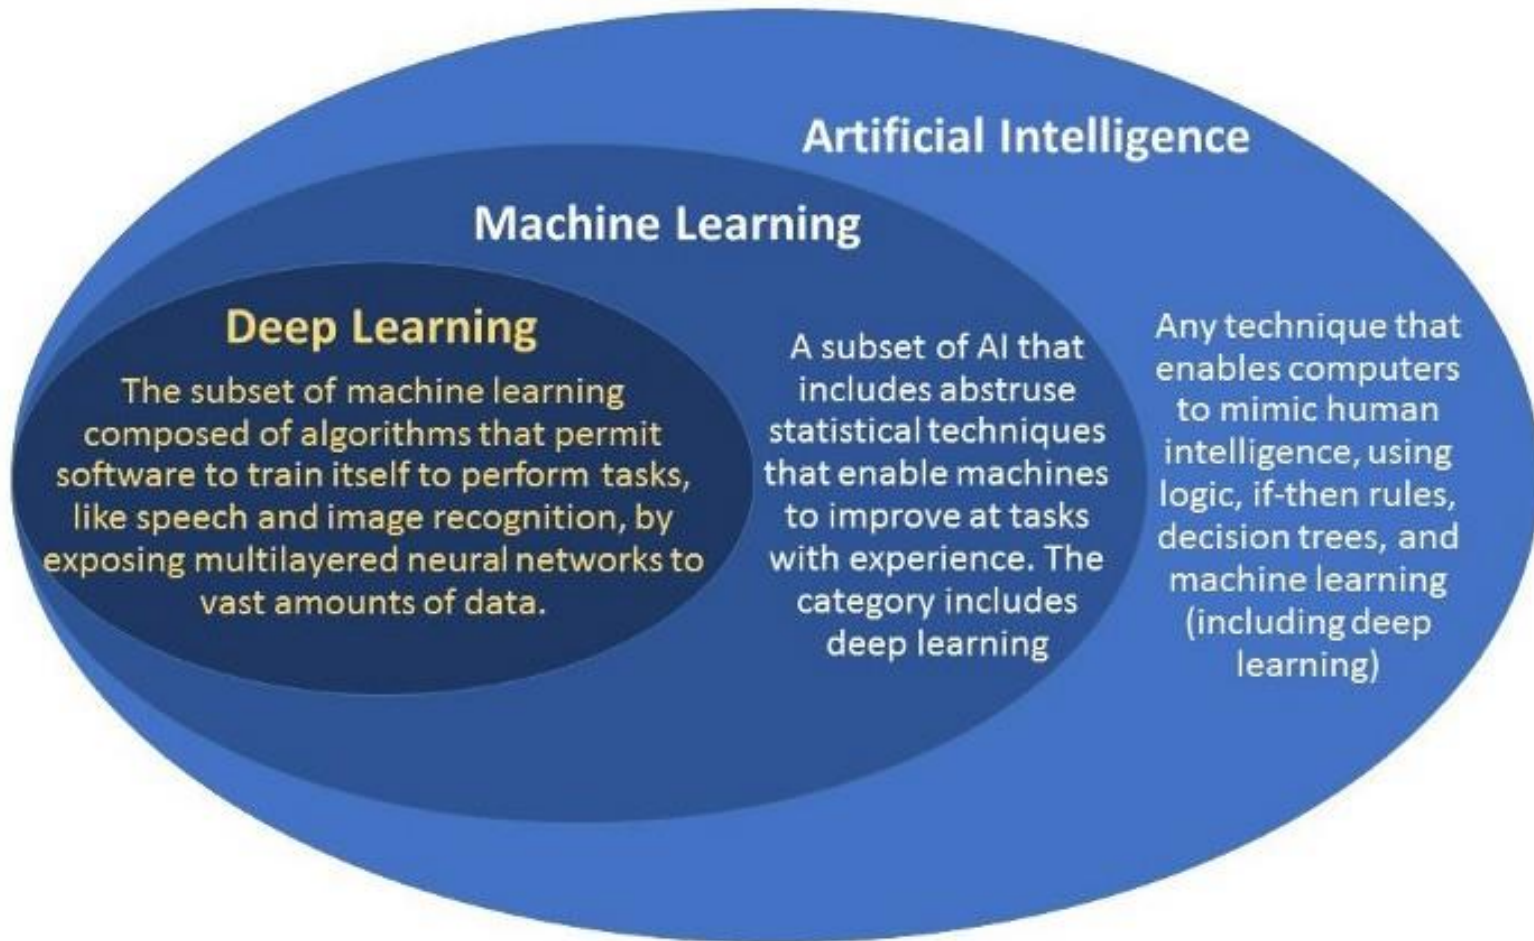 Artificial Intelligence
Machine Learning
Deep Learning
The subset of machine learning
composed of algorithms that permit
software to train itself to perform tasks,
like speech and image recognition, by
exposing multilayered neural networks to
vast amounts of data.
A subset of AI that
includes abstruse
statistical techniques
that enable machines
to improve at tasks
with experience. The
category includes
deep learning
Any technique that
enables computers
to mimic human
intelligence, using
logic, if-then rules,
decision trees, and
machine learning
(including deep
learning)